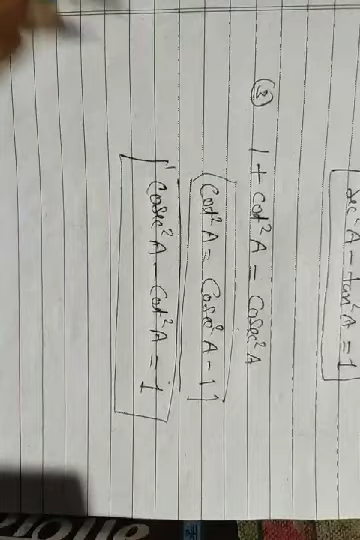 sec²A - tan²A = 1
③ 1 + cot²A = Cosec²A
Cot²A = Cosec²A - 1
Cosec²A - Cot²A = 1